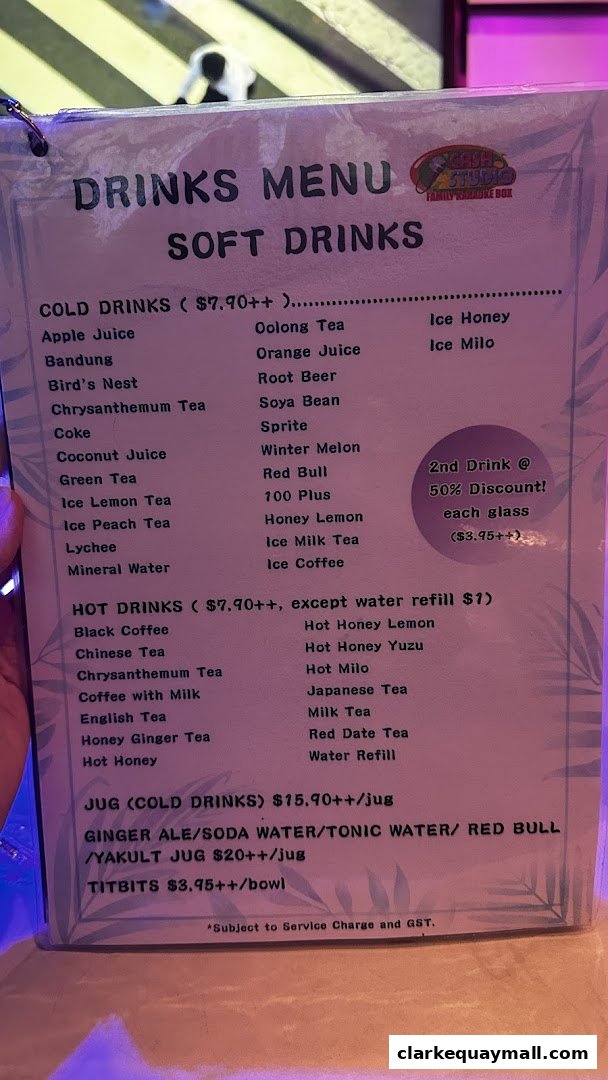 DRINKS MENU
CASH STUDIO
FAMILY KARAOKE BOX
SOFT DRINKS
COLD DRINKS ( $7.90++ )..........................................................
Apple Juice
Bandung
Bird's Nest
Chrysanthemum Tea
Coke
Coconut Juice
Green Tea
Ice Lemon Tea
Ice Peach Tea
Lychee
Mineral Water
Oolong Tea
Orange Juice
Root Beer
Soya Bean
Sprite
Winter Melon
Red Bull
100 Plus
Honey Lemon
Ice Milk Tea
Ice Coffee
Ice Honey
Ice Milo
2nd Drink @
50% Discount!
each glass
($3.95++)
HOT DRINKS ( $7.90++, except water refill $1)
Black Coffee
Chinese Tea
Chrysanthemum Tea
Coffee with Milk
English Tea
Honey Ginger Tea
Hot Honey
Hot Honey Lemon
Hot Honey Yuzu
Hot Milo
Japanese Tea
Milk Tea
Red Date Tea
Water Refill
JUG (COLD DRINKS) $15.90++/jug
GINGER ALE/SODA WATER/TONIC WATER/ RED BULL
/YAKULT JUG $20++/jug
TITBITS $3.95++/bowl
*Subject to Service Charge and GST.
clarkequaymall.com